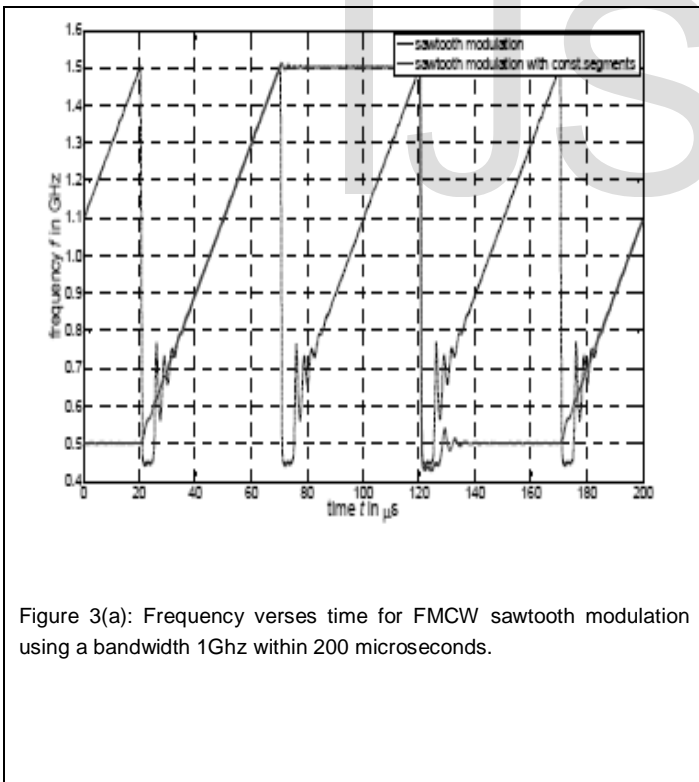 IJS
1.6
1.5
1.4
1.3
1.2
1.1
1.0
0.9
0.8
0.7
0.6
0.5
0.4
frequency f in GHz
sawtooth modulation
sawtooth modulation with const.segments
0 20 40 60 80 100 120 140 160 180 200
time t in μs
Figure 3(a): Frequency verses time for FMCW sawtooth modulation
using a bandwidth 1Ghz within 200 microseconds.